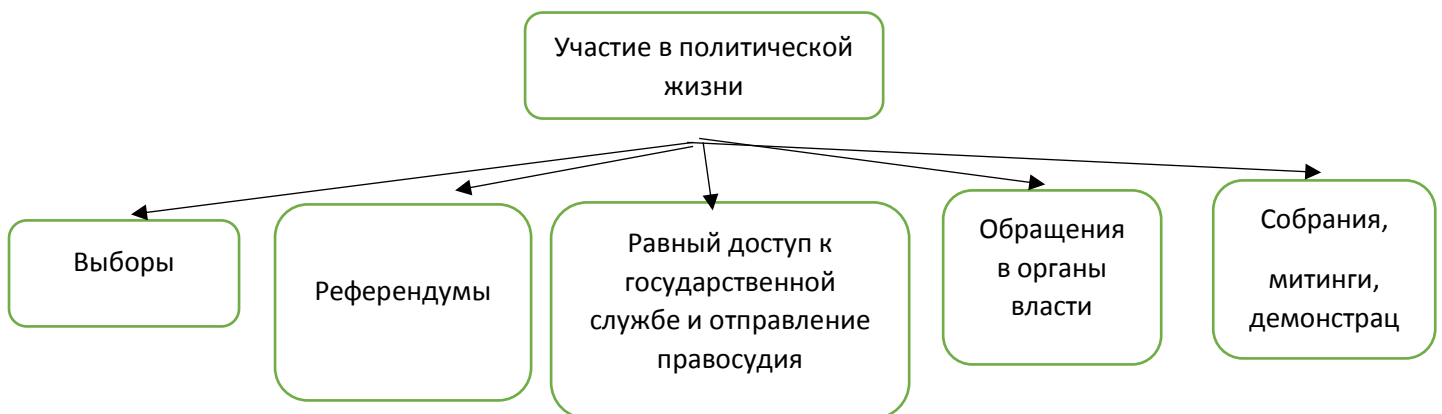 Участие в политической
жизни
Выборы
Референдумы
Равный доступ к
государственной
службе и отправление
правосудия
Обращения
в органы
власти
Собрания,
митинги,
демонстрац